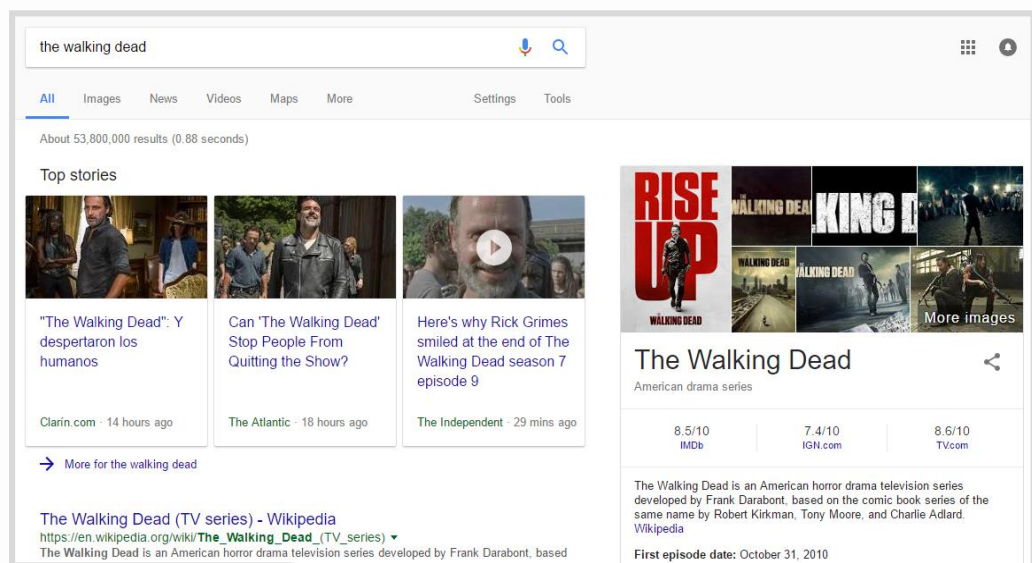 the walking dead
All Images News Videos Maps More Settings Tools
About 53,800,000 results (0.88 seconds)
Top stories
"The Walking Dead": Y
despertaron los
humanos
Clarín.com · 14 hours ago
Can 'The Walking Dead'
Stop People From
Quitting the Show?
The Atlantic · 18 hours ago
Here's why Rick Grimes
smiled at the end of The
Walking Dead season 7
episode 9
The Independent · 29 mins ago
More for the walking dead
The Walking Dead (TV series) - Wikipedia
https://en.wikipedia.org/wiki/The_Walking_Dead_(TV_series)
The Walking Dead is an American horror drama television series developed by Frank Darabont, based
RISE
UP
WALKING DEAD
WALKING DEA
KING D
WALKING DEAD
WALKING DEAD
More images
The Walking Dead
American drama series
8.5/10 7.4/10 8.6/10
IMDb IGN.com TV.com
The Walking Dead is an American horror drama television series
developed by Frank Darabont, based on the comic book series of the
same name by Robert Kirkman, Tony Moore, and Charlie Adlard.
Wikipedia
First episode date: October 31, 2010